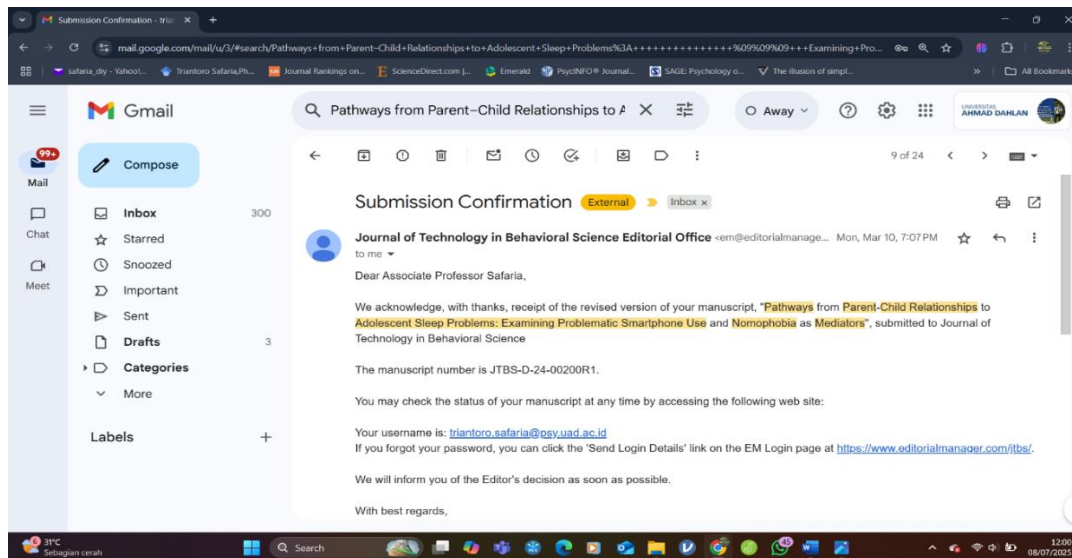 Submission Confirmation - trian
mail.google.com/mail/u/3/#search/Pathways+from+Parent–Child+Relationships+to+Adolescent+Sleep+Problems%3A+++++++++++++++%09%09%09+++Examining+Pro...
safaria_diy - Yahoo!... Triantoro Safaria,Ph... Journal Rankings on... ScienceDirect.com |... Emerald PsycINFO® Journal... SAGE: Psychology o... The illusion of simpl... » All Bookmark
Gmail
Pathways from Parent–Child Relationships to A
Away
UNIVERSITAS
AHMAD DAHLAN
99+
Mail
Chat
Meet
Compose
Inbox 300
Starred
Snoozed
Important
Sent
Drafts 3
Categories
More
Labels
9 of 24
Submission Confirmation External Inbox x
Journal of Technology in Behavioral Science Editorial Office <em@editorialmanage... Mon, Mar 10, 7:07 PM
to me
Dear Associate Professor Safaria,
We acknowledge, with thanks, receipt of the revised version of your manuscript, "Pathways from Parent-Child Relationships to
Adolescent Sleep Problems: Examining Problematic Smartphone Use and Nomophobia as Mediators", submitted to Journal of
Technology in Behavioral Science
The manuscript number is JTBS-D-24-00200R1.
You may check the status of your manuscript at any time by accessing the following web site:
Your username is: triantoro.safaria@psy.uad.ac.id
If you forgot your password, you can click the 'Send Login Details' link on the EM Login page at https://www.editorialmanager.com/jtbs/.
We will inform you of the Editor's decision as soon as possible.
With best regards,
31°C
Sebagian cerah
Search
45
12:00
08/07/2025